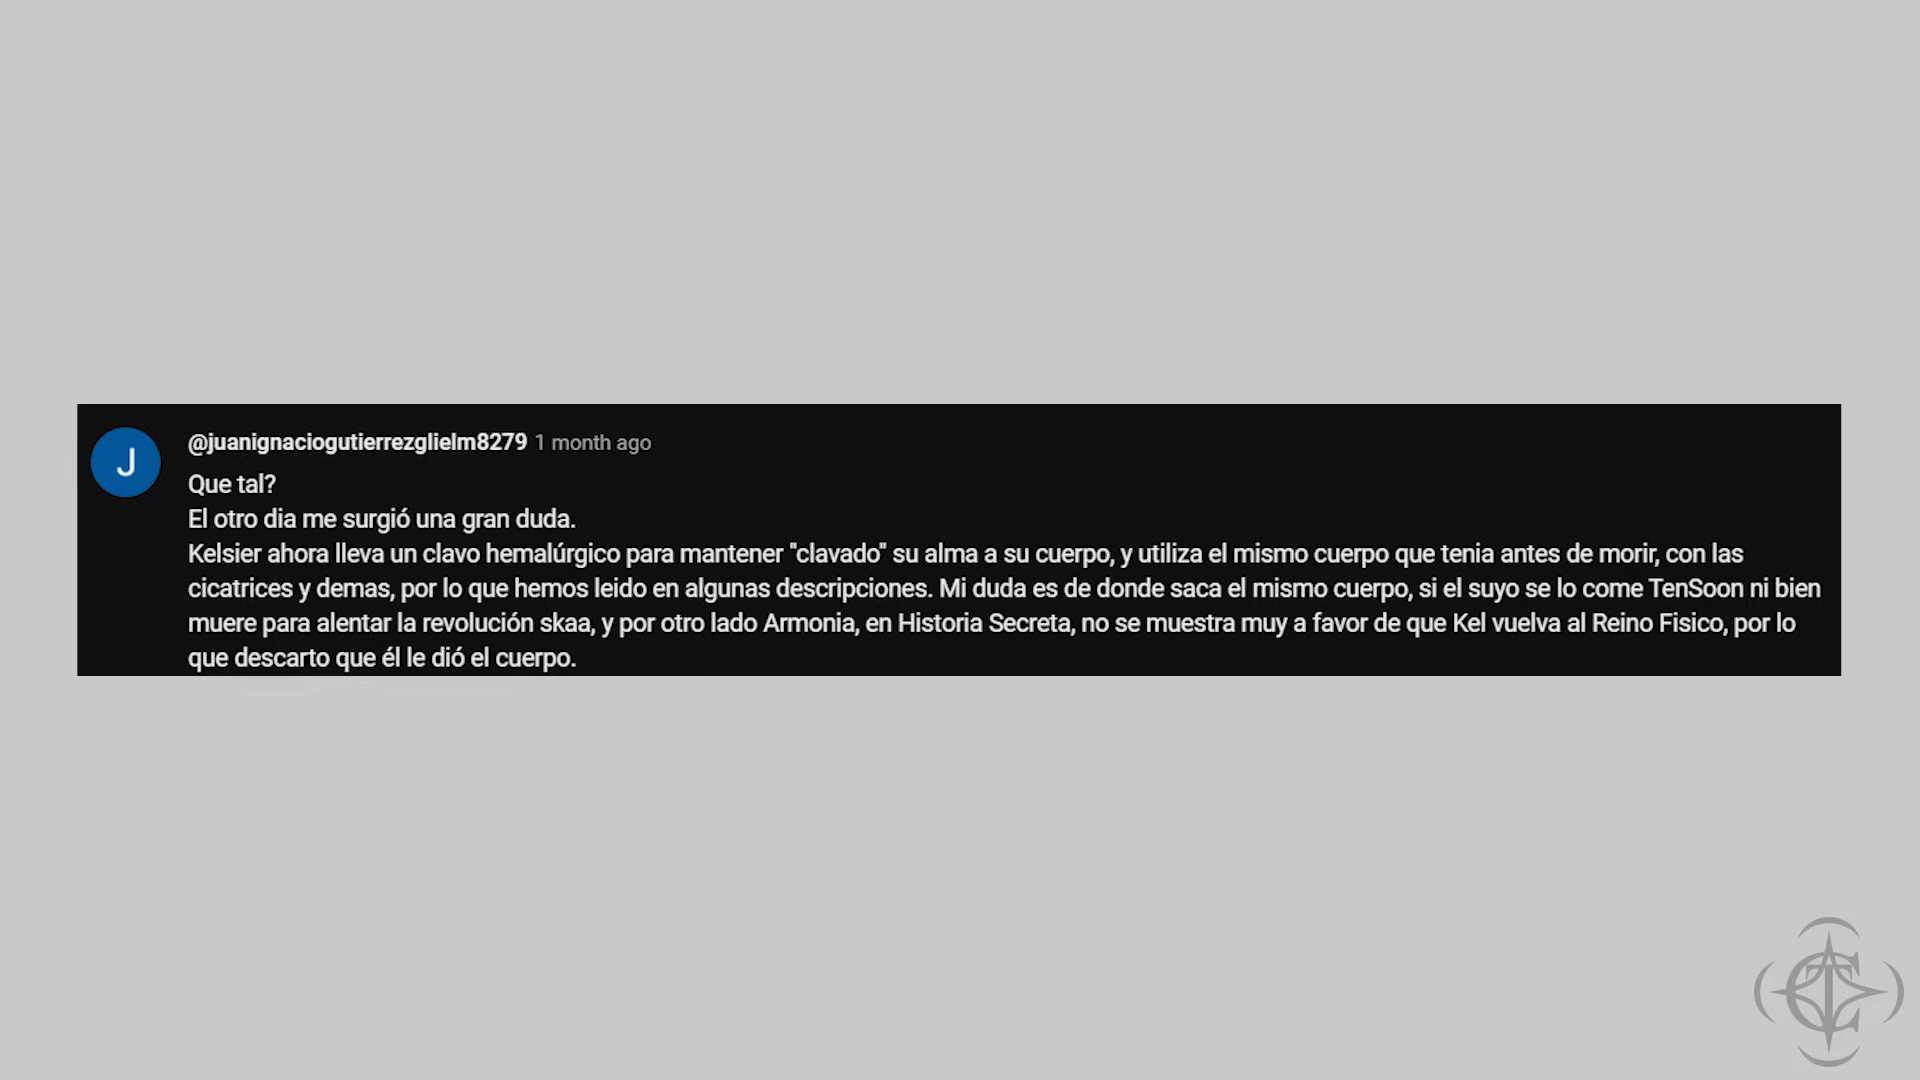 J
@juanignaciogutierrezglielm8279 1 month ago
Que tal?
El otro dia me surgió una gran duda.
Kelsier ahora lleva un clavo hemalúrgico para mantener "clavado" su alma a su cuerpo, y utiliza el mismo cuerpo que tenia antes de morir, con las
cicatrices y demas, por lo que hemos leido en algunas descripciones. Mi duda es de donde saca el mismo cuerpo, si el suyo se lo come TenSoon ni bien
muere para alentar la revolución skaa, y por otro lado Armonia, en Historia Secreta, no se muestra muy a favor de que Kel vuelva al Reino Fisico, por lo
que descarto que él le dió el cuerpo.